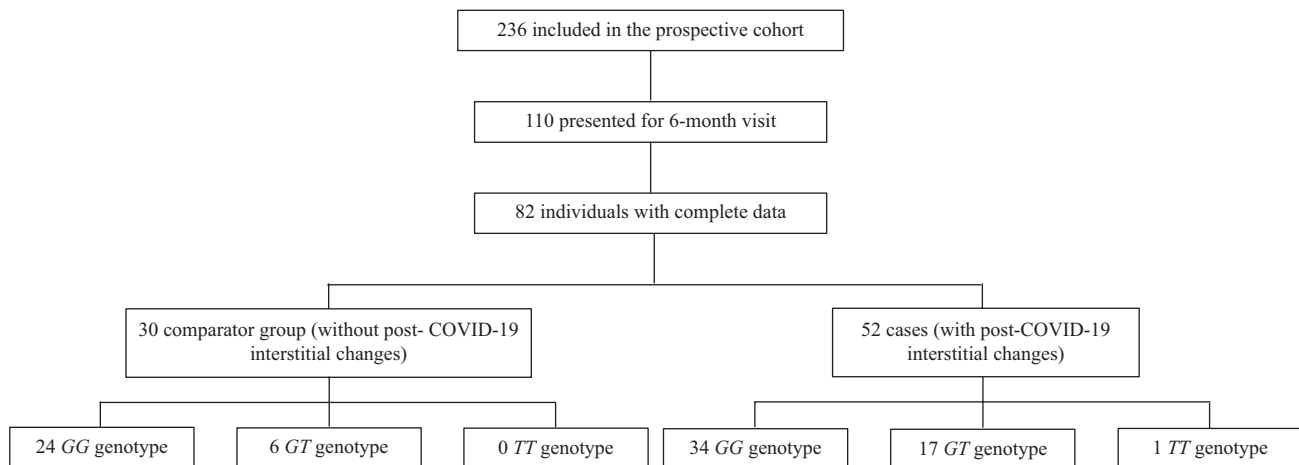 236 included in the prospective cohort
110 presented for 6-month visit
82 individuals with complete data
30 comparator group (without post- COVID-19
interstitial changes)
52 cases (with post-COVID-19
interstitial changes)
24 GG genotype
6 GT genotype
0 TT genotype
34 GG genotype
17 GT genotype
1 TT genotype